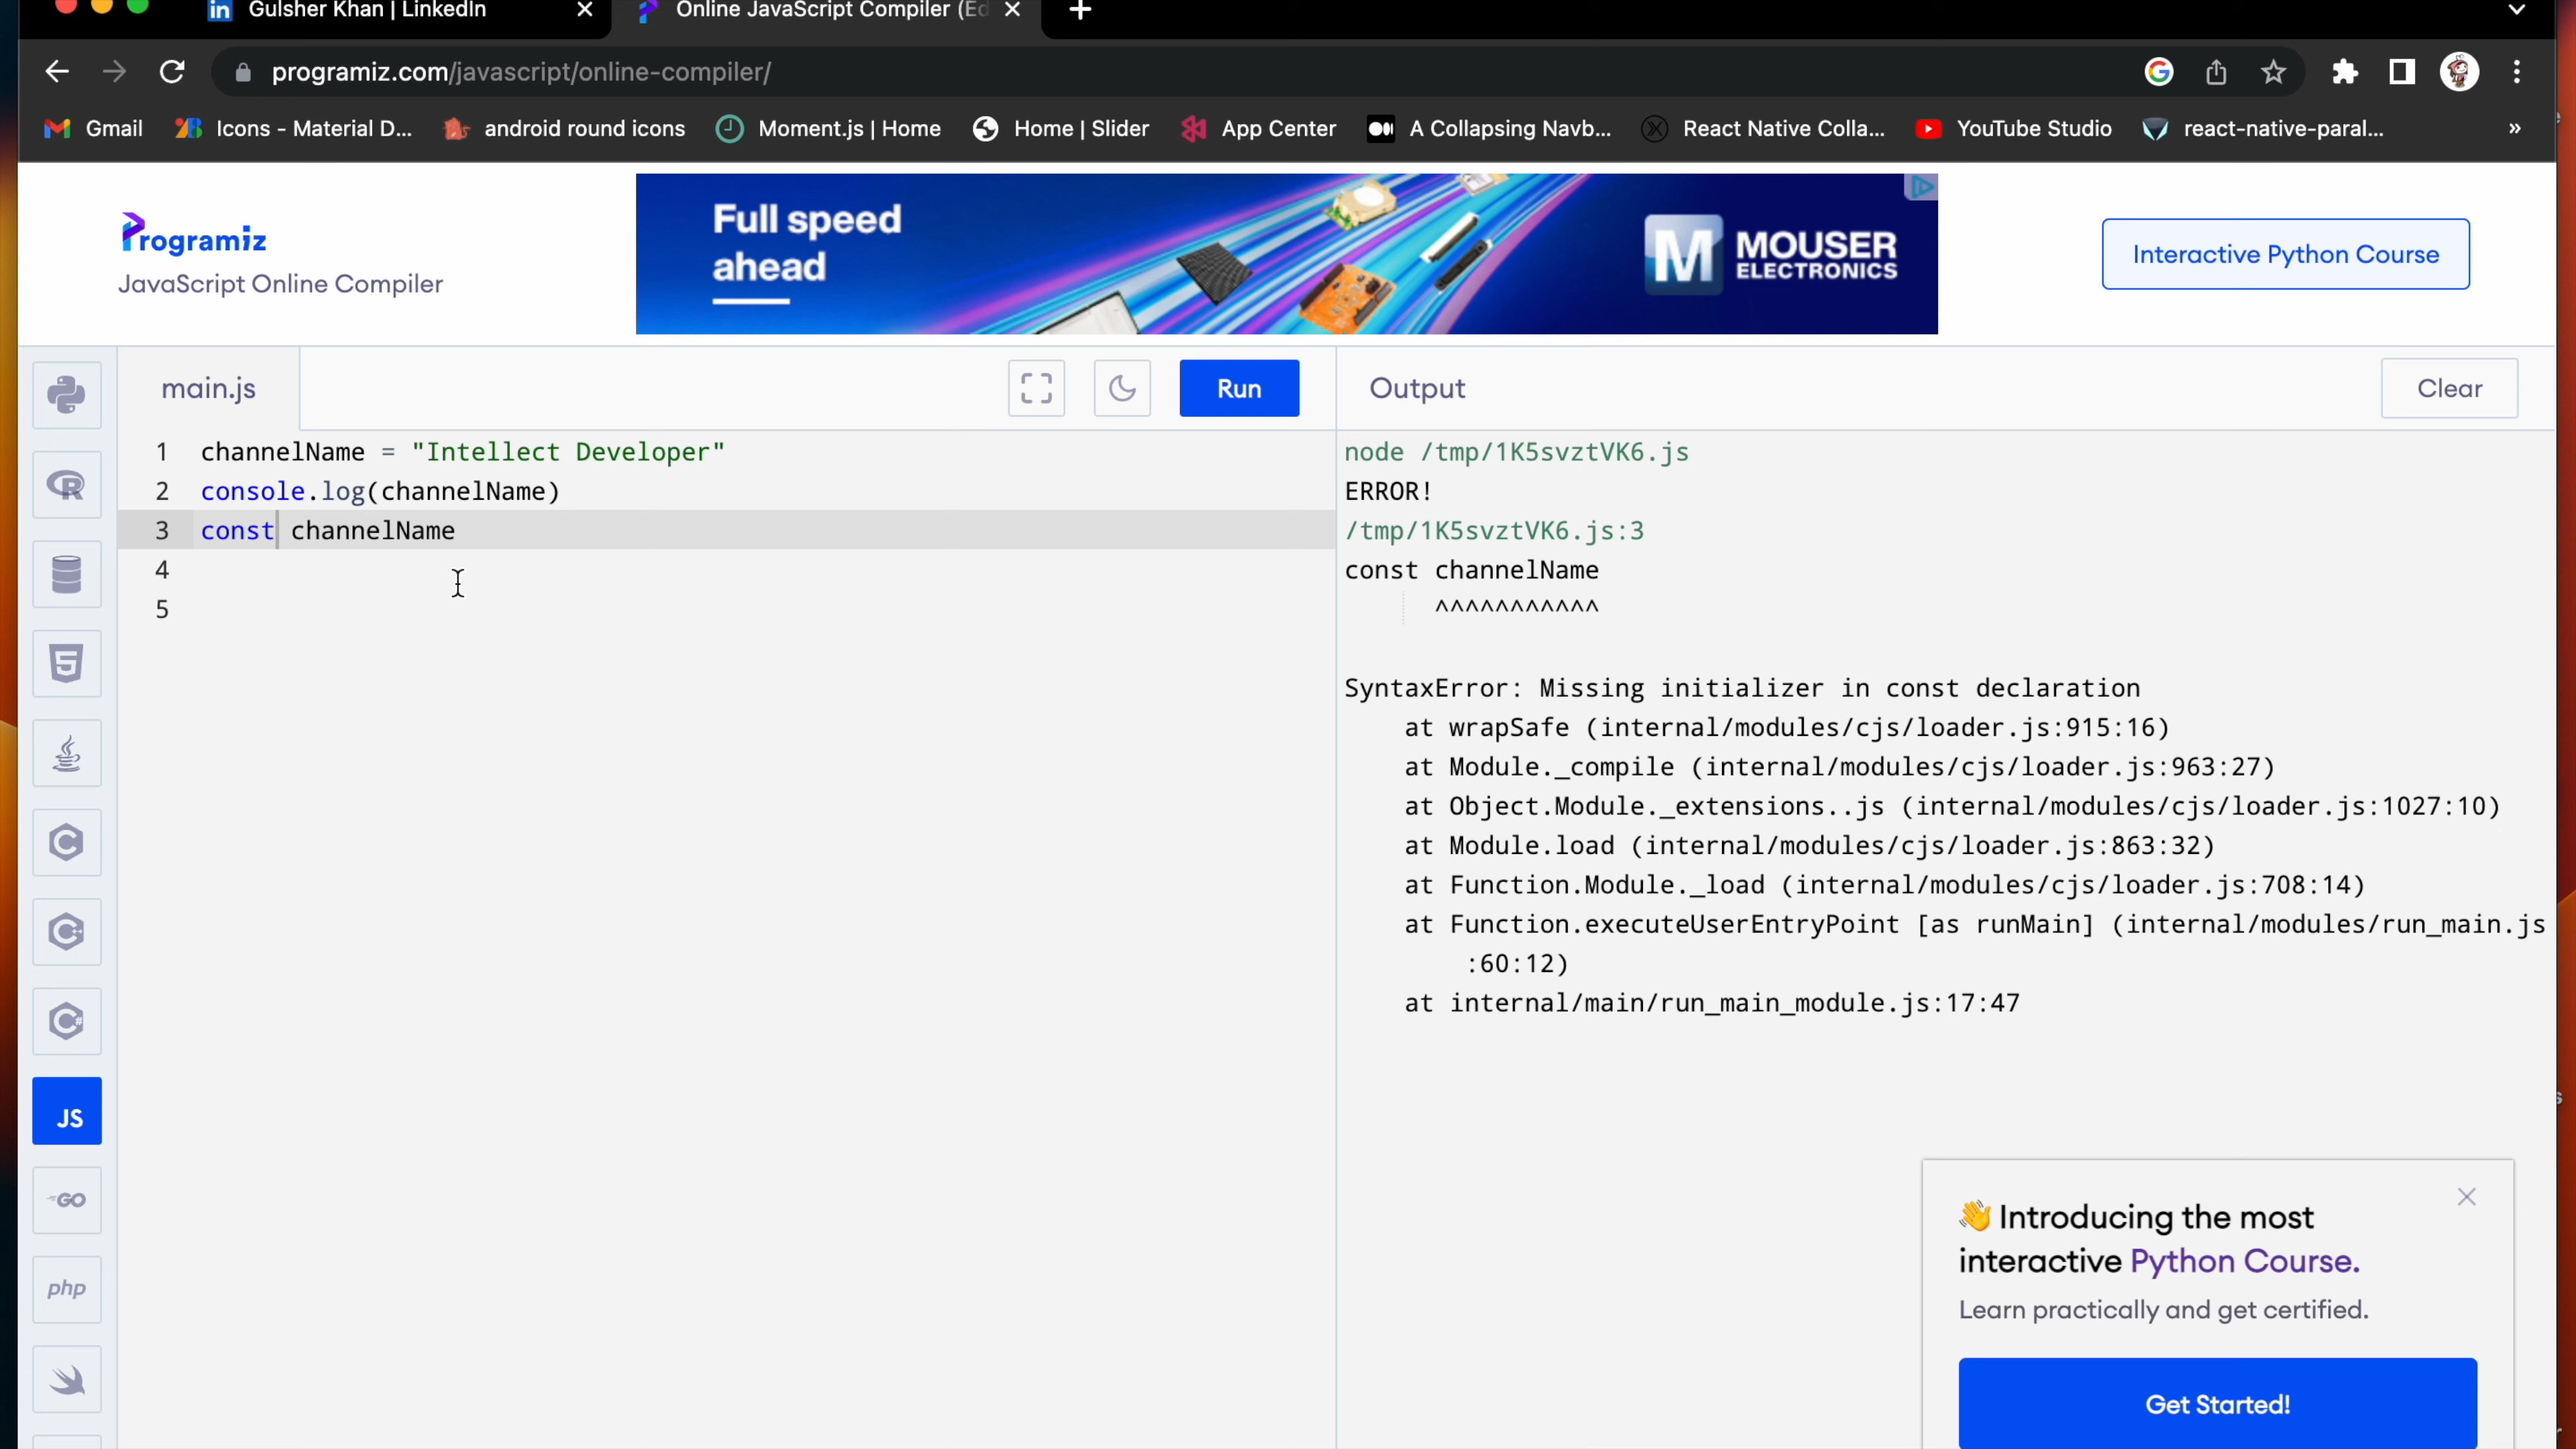 Gulsher Khan | LinkedIn
Online JavaScript Compiler (Ed
programiz.com/javascript/online-compiler/
Gmail
Icons - Material D...
android round icons
Moment.js | Home
Home | Slider
App Center
A Collapsing Navb...
React Native Colla...
YouTube Studio
react-native-paral...
»
Programiz
JavaScript Online Compiler
Full speed
ahead
M MOUSER
ELECTRONICS
Interactive Python Course
main.js
Run
Output
Clear
1 channelName = "Intellect Developer"
2 console.log(channelName)
3 const channelName
4
5
node /tmp/1K5svztVK6.js
ERROR!
/tmp/1K5svztVK6.js:3
const channelName
^^^^^^^^^^^
SyntaxError: Missing initializer in const declaration
at wrapSafe (internal/modules/cjs/loader.js:915:16)
at Module._compile (internal/modules/cjs/loader.js:963:27)
at Object.Module._extensions..js (internal/modules/cjs/loader.js:1027:10)
at Module.load (internal/modules/cjs/loader.js:863:32)
at Function.Module._load (internal/modules/cjs/loader.js:708:14)
at Function.executeUserEntryPoint [as runMain] (internal/modules/run_main.js
:60:12)
at internal/main/run_main_module.js:17:47
R
5
C
C
C#
JS
GO
php
👋 Introducing the most
interactive Python Course.
Learn practically and get certified.
Get Started!